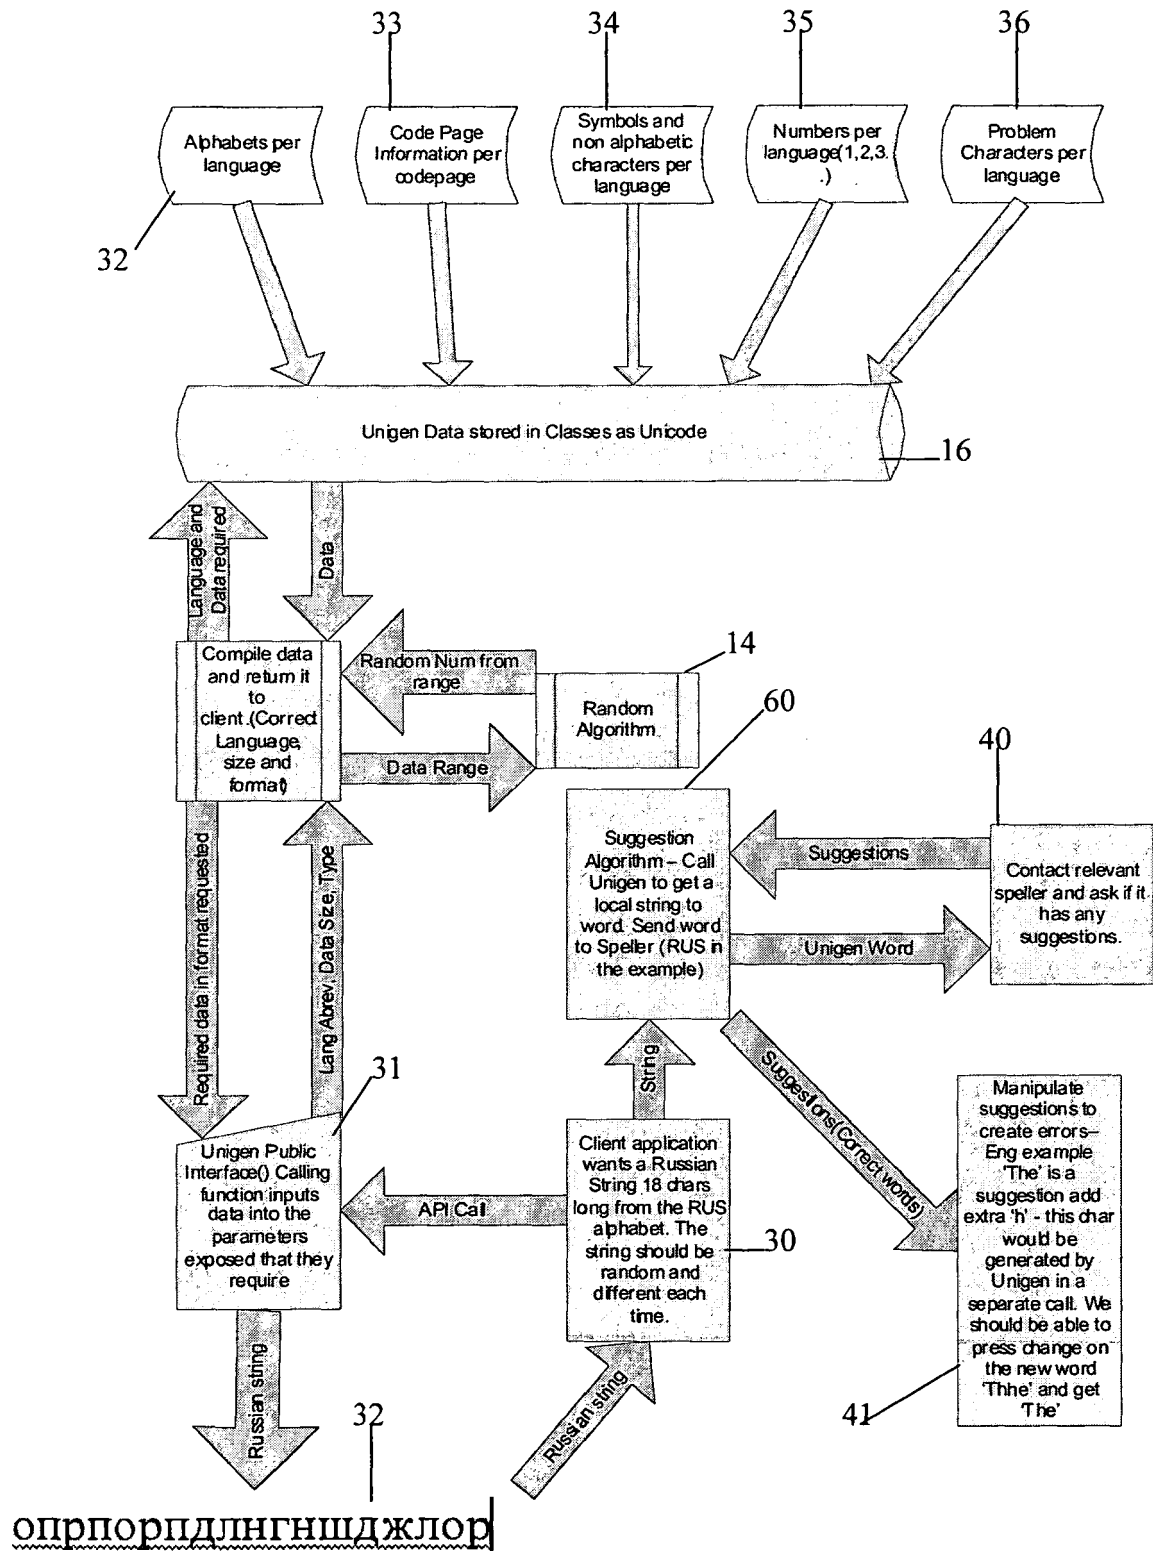 33
34
35
36
Alphabets per
language
Code Page
Information per
codepage
Symbols and
non alphabetic
characters per
language
Numbers per
language(1,2,3.
.)
Problem
Characters per
language
32
Unigen Data stored in Classes as Unicode
16
Language and
Data required
Data
Compile data
and return it
to
client.(Correct
Language,
size and
format)
Random Num from
range
Data Range
14
Random
Algorithm
60
40
Suggestion
Algorithm – Call
Unigen to get a
local string to
word. Send word
to Speller (RUS in
the example)
Suggestions
Unigen Word
Contact relevant
speller and ask if it
has any
suggestions.
Required data in format requested
Lang Abrev, Data Size, Type
31
String
Suggestions(Correct words)
Unigen Public
Interface() Calling
function inputs
data into the
parameters
exposed that they
require
API Call
Client application
wants a Russian
String 18 chars
long from the RUS
alphabet. The
string should be
random and
different each
time.
30
Manipulate
suggestions to
create errors–
Eng example
'The' is a
suggestion add
extra 'h' - this char
would be
generated by
Unigen in a
separate call. We
should be able to
press change on
the new word
'Thhe' and get
'The'
41
Russian string
Russian string
32
опрпорпдлнгншджлор